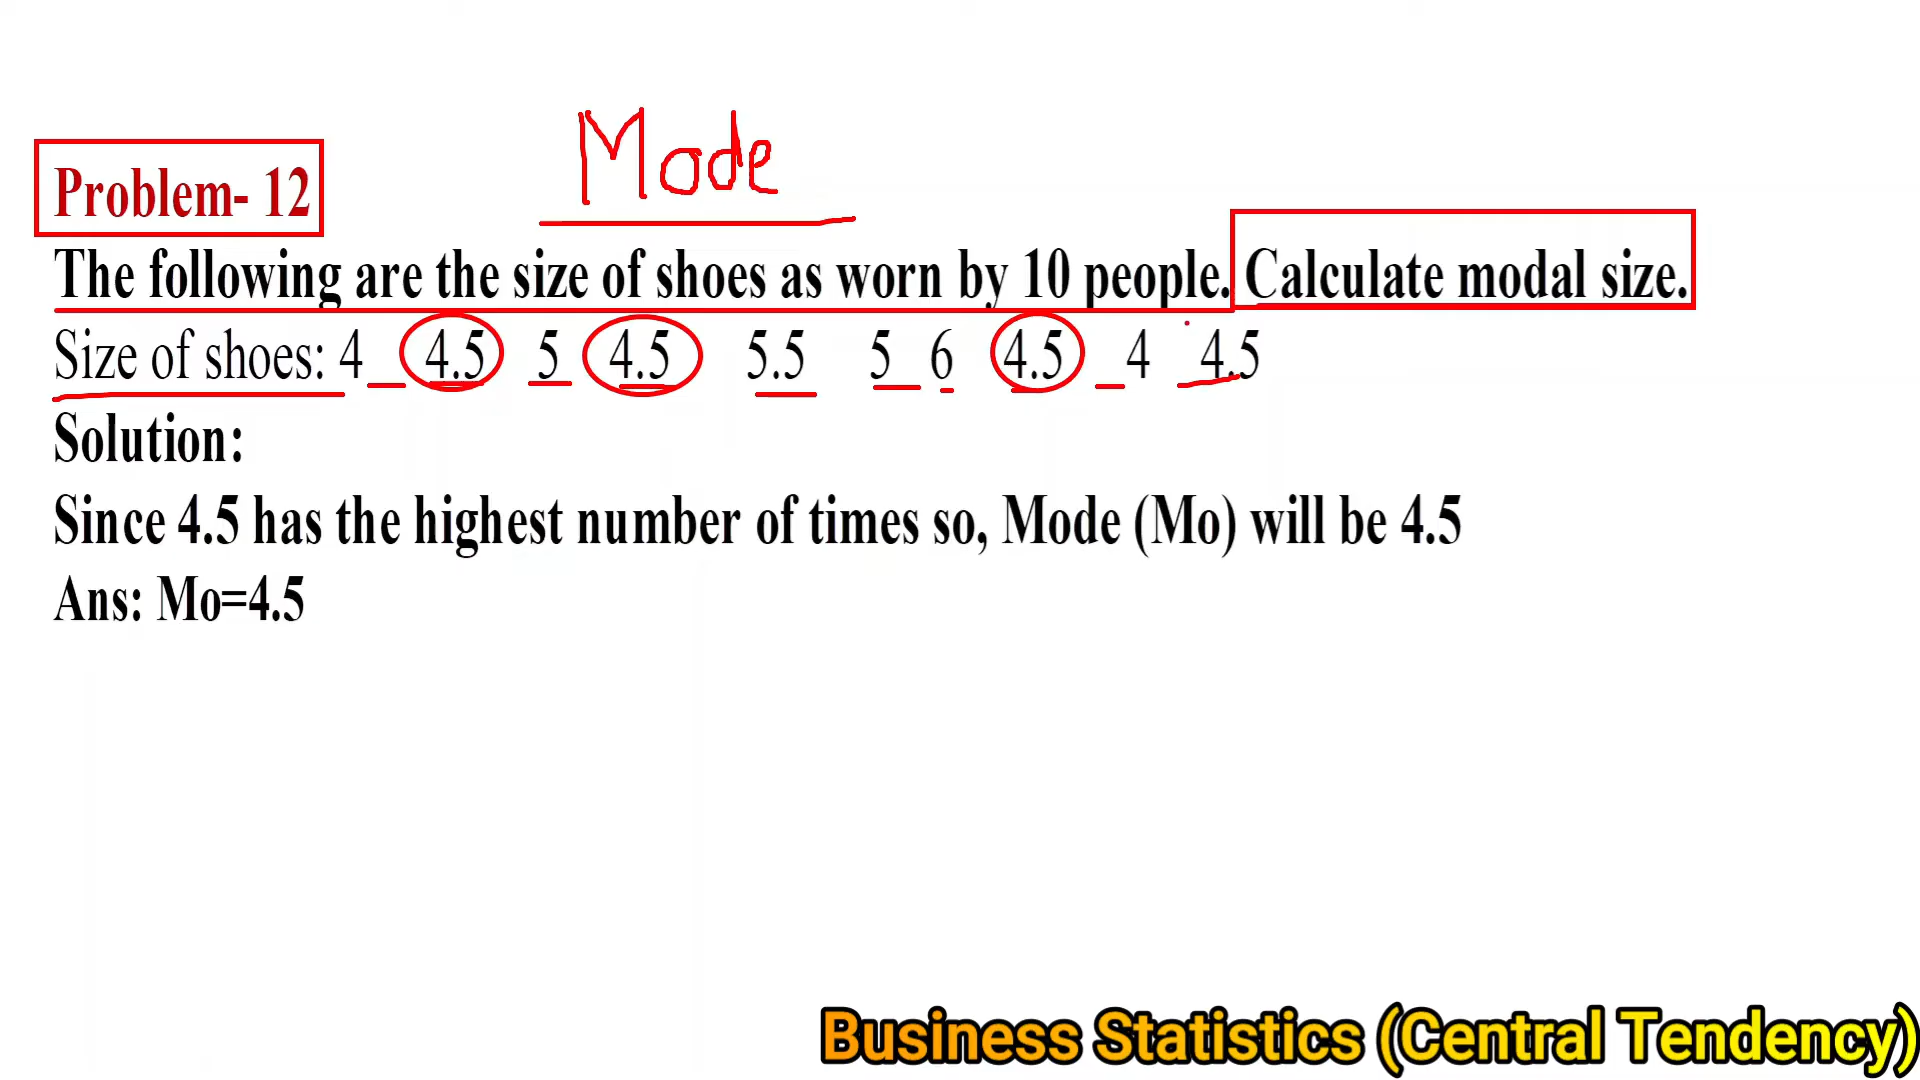 Mode
Problem- 12
The following are the size of shoes as worn by 10 people. Calculate modal size.
Size of shoes: 4 4.5 5 4.5 5.5 5 6 4.5 4 4.5
Solution:
Since 4.5 has the highest number of times so, Mode (Mo) will be 4.5
Ans: Mo=4.5
Business Statistics (Central Tendency)